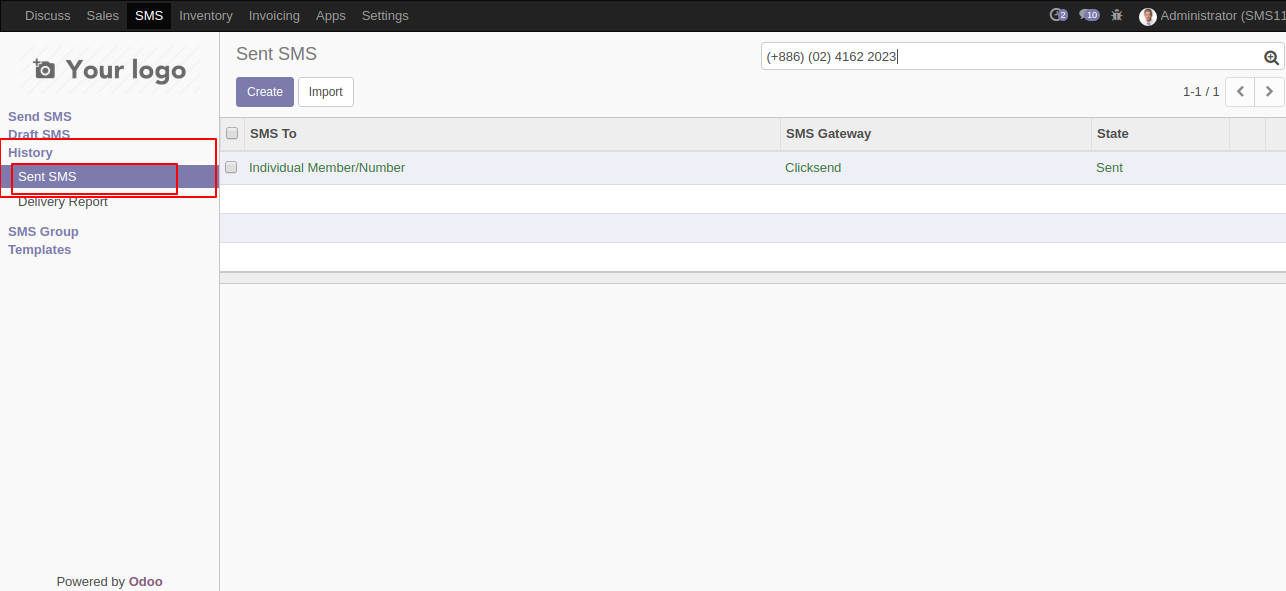 Discuss Sales SMS Inventory Invoicing Apps Settings 2 10 Administrator (SMS11
Your logo
Sent SMS
(+886) (02) 4162 2023
Create Import
1-1 / 1
Send SMS
Draft SMS
History
Sent SMS
Delivery Report
SMS Group
Templates
SMS To SMS Gateway State
Individual Member/Number Clicksend Sent
Powered by Odoo